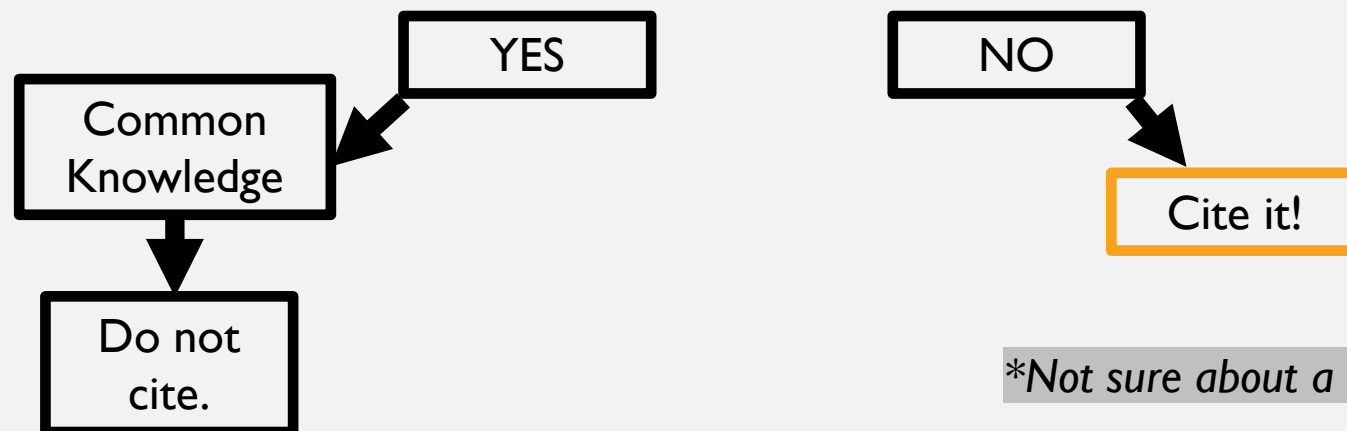 YES
NO
Common
Knowledge
Cite it!
Do not
cite.
*Not sure about a